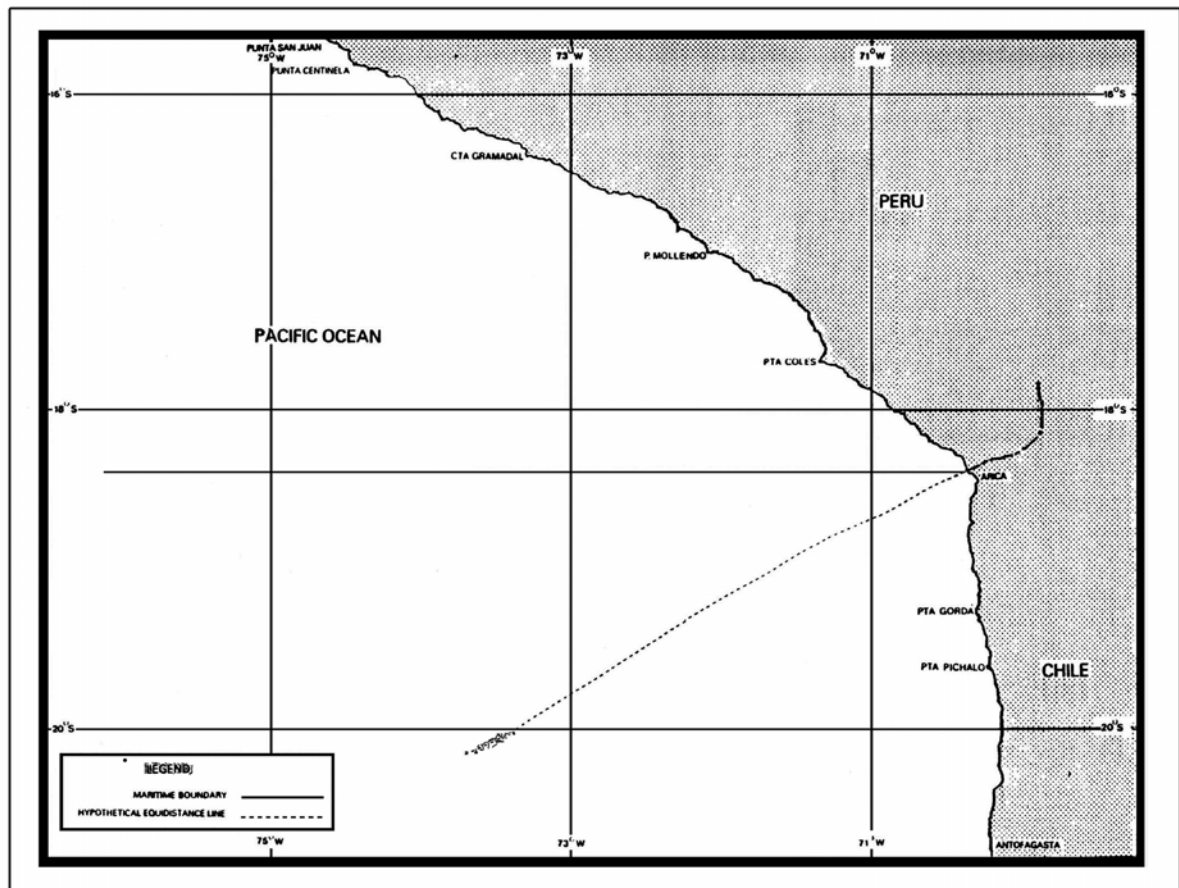 PUNTA SAN JUAN
75°W
73°W
71°W
PUNTA CENTINELA
16°S
CTA GRAMADAL
PERU
P. MOLLENDO
PACIFIC OCEAN
PTA COLES
18°S
18°S
ARICA
PTA GORDA
PTA PICHALO
CHILE
20°S
20°S
LEGEND
MARITIME BOUNDARY
HYPOTHETICAL EQUIDISTANCE LINE
75°W
73°W
71°W
ANTOFAGASTA